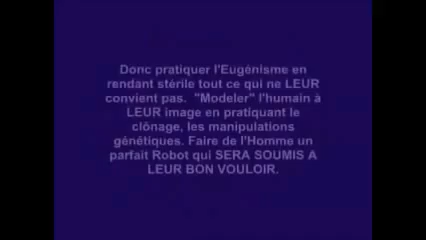 Donc pratiquer l'Eugénisme en
rendant stérile tout ce qui ne LEUR
convient pas. "Modeler" l'humain à
LEUR image en pratiquant le
clônage, les manipulations
génétiques. Faire de l'Homme un
parfait Robot qui SERA SOUMIS A
LEUR BON VOULOIR.